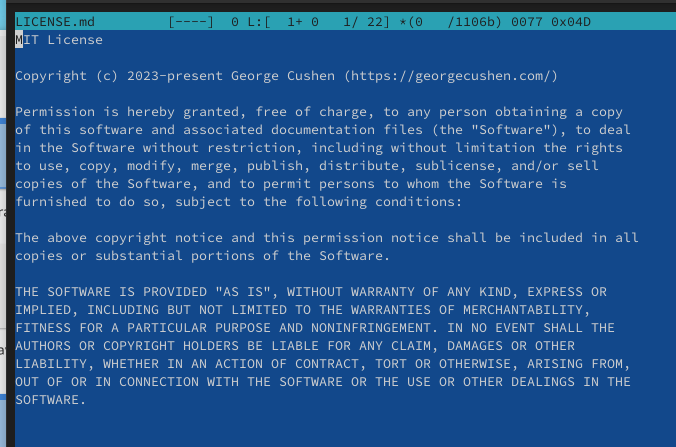 LICENSE.md [----] 0 L:[ 1+ 0 1/ 22] *(0 /1106b) 0077 0x04D
MIT License
Copyright (c) 2023-present George Cushen (https://georgecushen.com/)
Permission is hereby granted, free of charge, to any person obtaining a copy
of this software and associated documentation files (the "Software"), to deal
in the Software without restriction, including without limitation the rights
to use, copy, modify, merge, publish, distribute, sublicense, and/or sell
copies of the Software, and to permit persons to whom the Software is
furnished to do so, subject to the following conditions:
The above copyright notice and this permission notice shall be included in all
copies or substantial portions of the Software.
THE SOFTWARE IS PROVIDED "AS IS", WITHOUT WARRANTY OF ANY KIND, EXPRESS OR
IMPLIED, INCLUDING BUT NOT LIMITED TO THE WARRANTIES OF MERCHANTABILITY,
FITNESS FOR A PARTICULAR PURPOSE AND NONINFRINGEMENT. IN NO EVENT SHALL THE
AUTHORS OR COPYRIGHT HOLDERS BE LIABLE FOR ANY CLAIM, DAMAGES OR OTHER
LIABILITY, WHETHER IN AN ACTION OF CONTRACT, TORT OR OTHERWISE, ARISING FROM,
OUT OF OR IN CONNECTION WITH THE SOFTWARE OR THE USE OR OTHER DEALINGS IN THE
SOFTWARE.